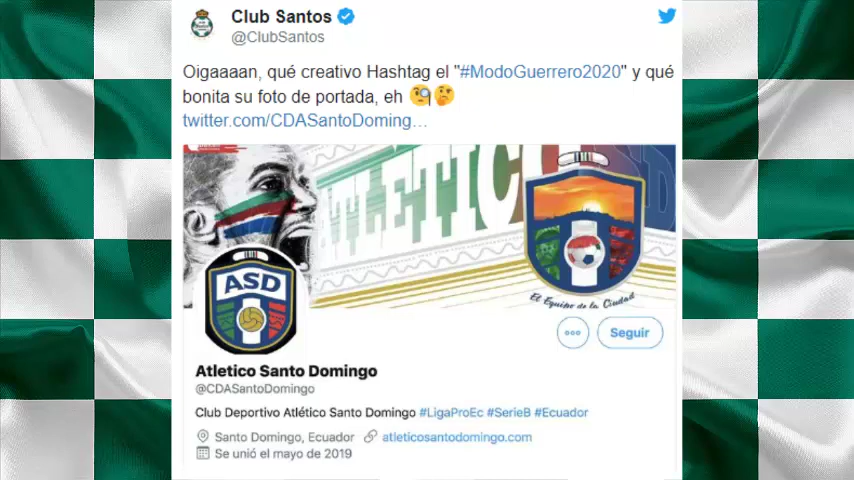 Club Santos
@ClubSantos
Oigaaaan, qué creativo Hashtag el "#ModoGuerrero2020" y qué
bonita su foto de portada, eh 🧐🤔
twitter.com/CDASantoDoming…
ATLÉTICO
El Equipo de la Ciudad
ASD
Seguir
Atletico Santo Domingo
@CDASantoDomingo
Club Deportivo Atlético Santo Domingo #LigaProEc #SerieB #Ecuador
Santo Domingo, Ecuador atleticosantodomingo.com
Se unió el mayo de 2019